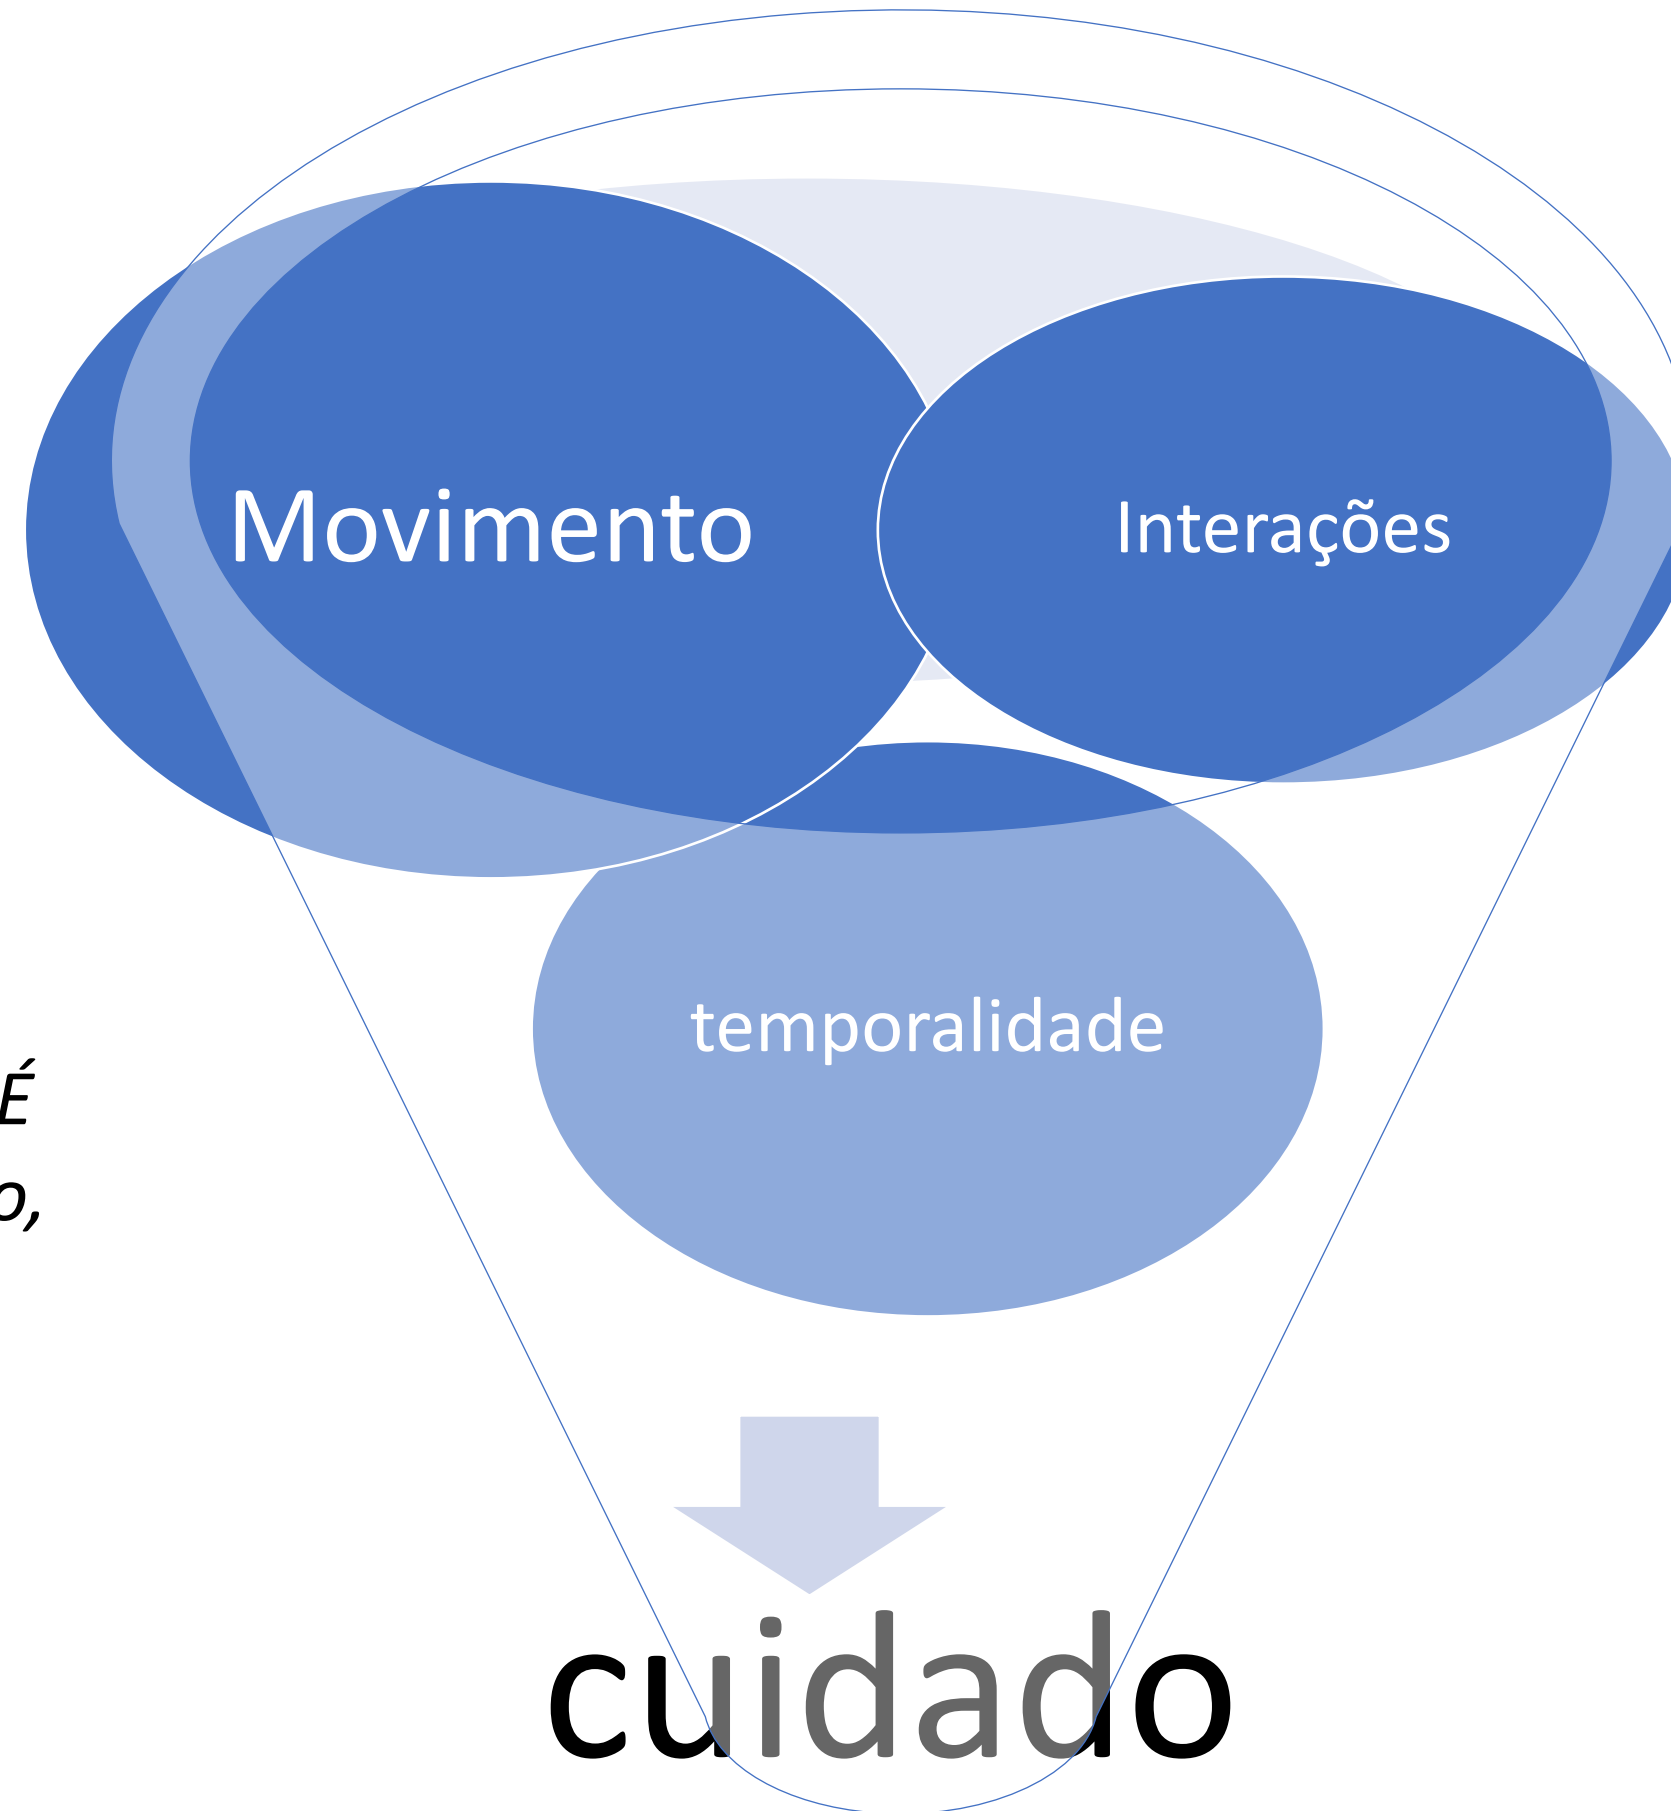 Movimento
Interações
temporalidade
É
o,
cuidado